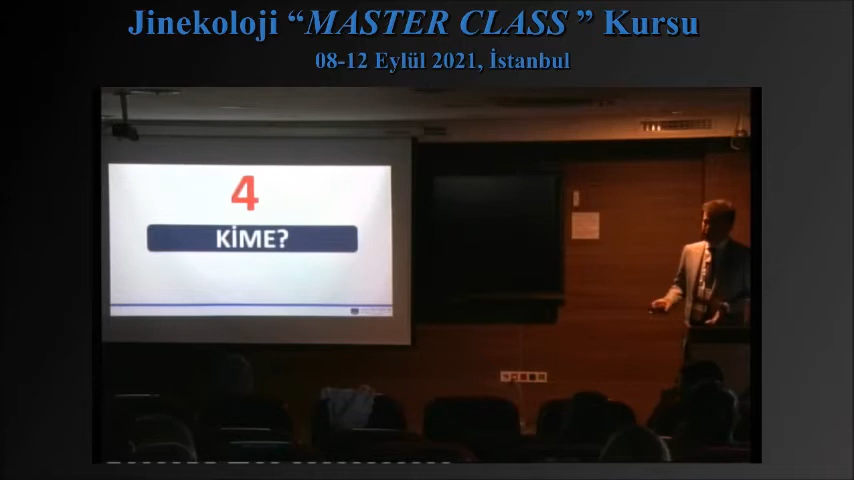 Jinekoloji “MASTER CLASS ” Kursu
08-12 Eylül 2021, İstanbul
4
KİME?